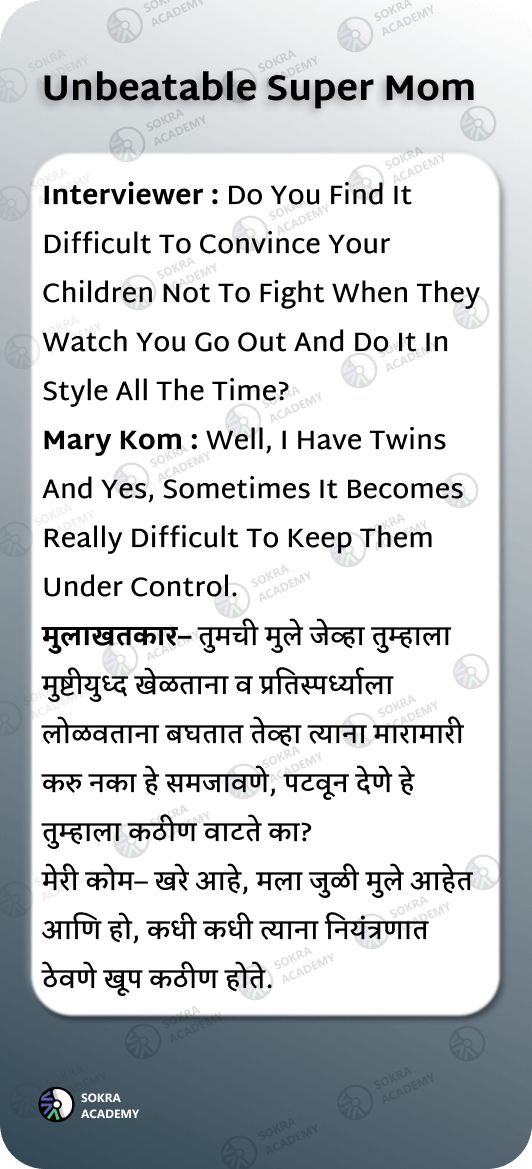 Unbeatable Super Mom
Interviewer : Do You Find It
Difficult To Convince Your
Children Not To Fight When They
Watch You Go Out And Do It In
Style All The Time?
Mary Kom : Well, I Have Twins
And Yes, Sometimes It Becomes
Really Difficult To Keep Them
Under Control.
मुलाखतकार– तुमची मुले जेव्हा तुम्हाला
मुष्टीयुध्द खेळताना व प्रतिस्पर्ध्याला
लोळवताना बघतात तेव्हा त्याना मारामारी
करु नका हे समजावणे, पटवून देणे हे
तुम्हाला कठीण वाटते का?
मेरी कोम– खरे आहे, मला जुळी मुले आहेत
आणि हो, कधी कधी त्याना नियंत्रणात
ठेवणे खूप कठीण होते.
SOKRA
ACADEMY